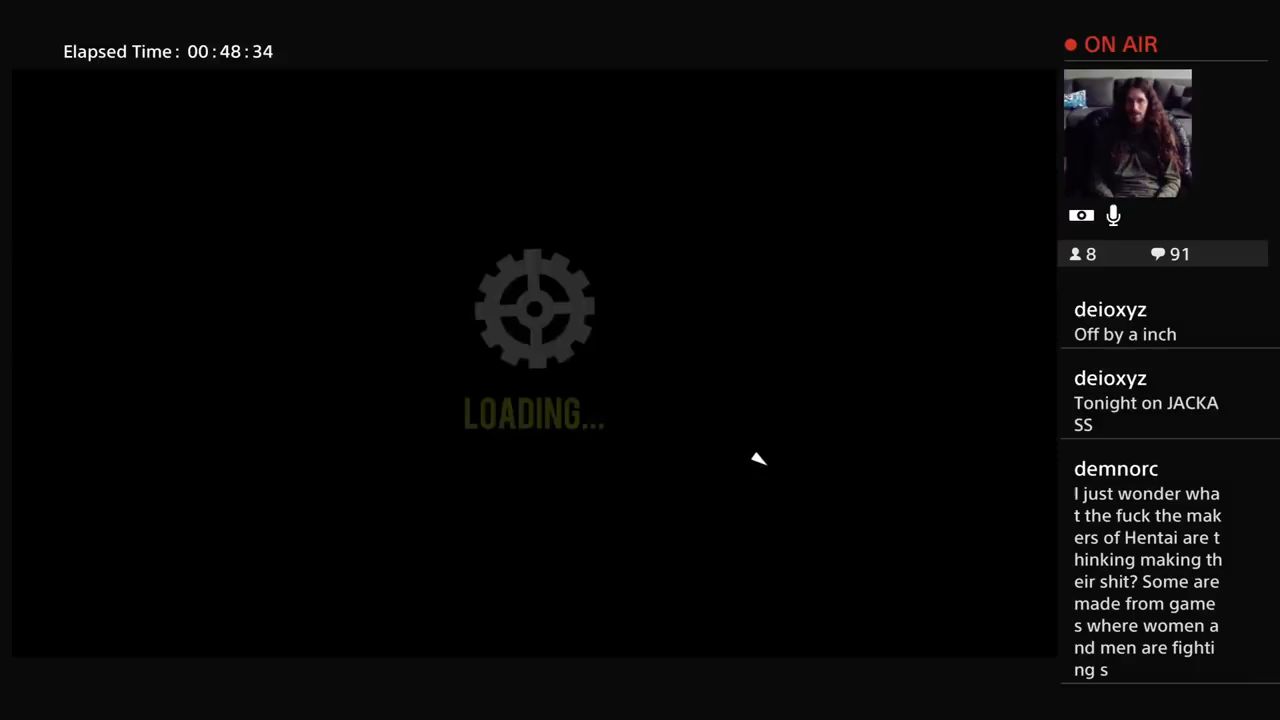 Elapsed Time: 00:48:34
ON AIR
8 91
deioxyz
Off by a inch
deioxyz
Tonight on JACKA
SS
LOADING...
demnorc
I just wonder wha
t the fuck the mak
ers of Hentai are t
hinking making th
eir shit? Some are
made from game
s where women a
nd men are fighti
ng s